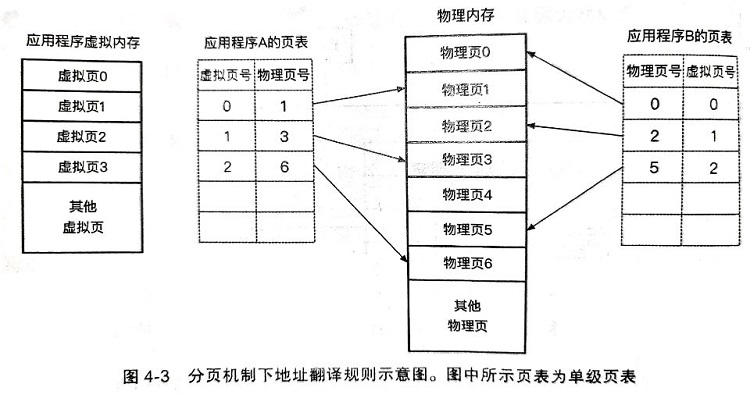 应用程序虚拟内存
虚拟页0
虚拟页1
虚拟页2
虚拟页3
其他
虚拟页
应用程序A的页表
虚拟页号 物理页号
0 1
1 3
2 6
物理内存
物理页0
物理页1
物理页2
物理页3
物理页4
物理页5
物理页6
其他
物理页
应用程序B的页表
物理页号 虚拟页号
0 0
2 1
5 2
图 4-3 分页机制下地址翻译规则示意图。图中所示页表为单级页表